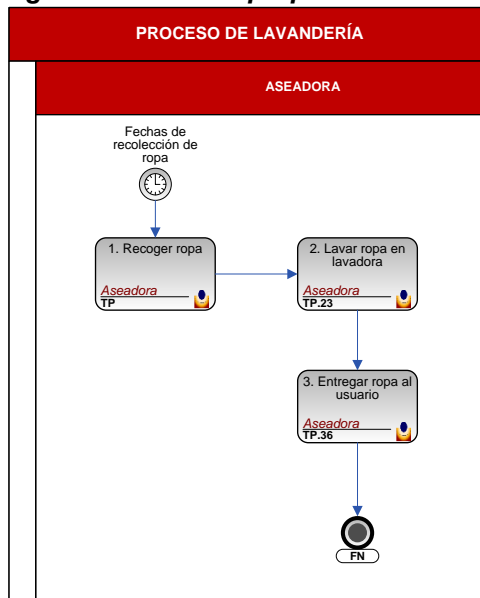 PROCESO DE LAVANDERÍA
ASEADORA
Fechas de
recolección de
ropa
1. Recoger ropa
Aseadora
TP
2. Lavar ropa en
lavadora
Aseadora
TP.23
3. Entregar ropa al
usuario
Aseadora
TP.36
FN